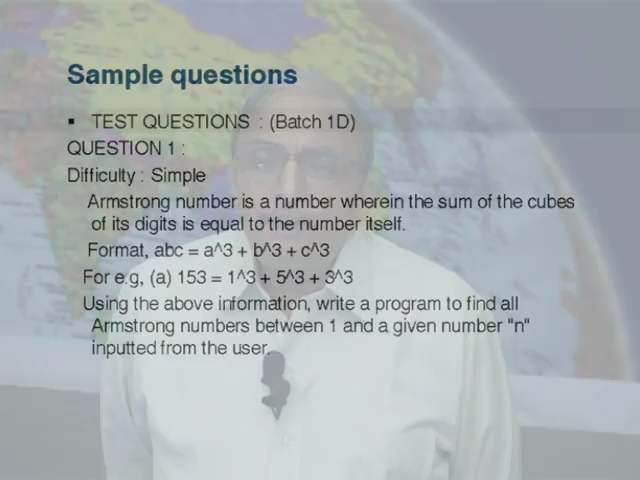 Sample questions
▪ TEST QUESTIONS : (Batch 1D)
QUESTION 1 :
Difficulty : Simple
Armstrong number is a number wherein the sum of the cubes
of its digits is equal to the number itself.
Format, abc = a^3 + b^3 + c^3
For e.g, (a) 153 = 1^3 + 5^3 + 3^3
Using the above information, write a program to find all
Armstrong numbers between 1 and a given number "n"
inputted from the user.